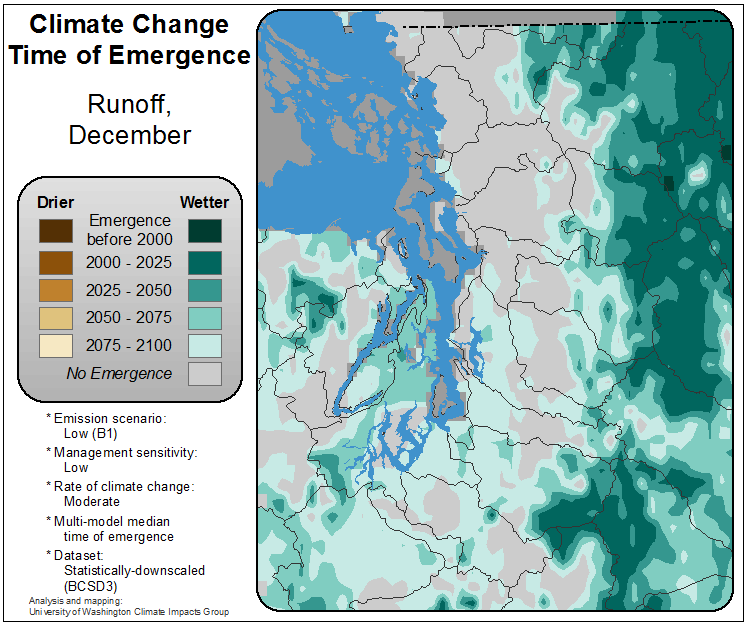 Climate Change
Time of Emergence
Runoff,
December
Drier
Wetter
Emergence
before 2000
2000 - 2025
2025 - 2050
2050 - 2075
2075 - 2100
No Emergence
* Emission scenario:
Low (B1)
* Management sensitivity:
Low
* Rate of climate change:
Moderate
* Multi-model median
time of emergence
* Dataset:
Statistically-downscaled
(BCSD3)
Analysis and mapping:
University of Washington Climate Impacts Group